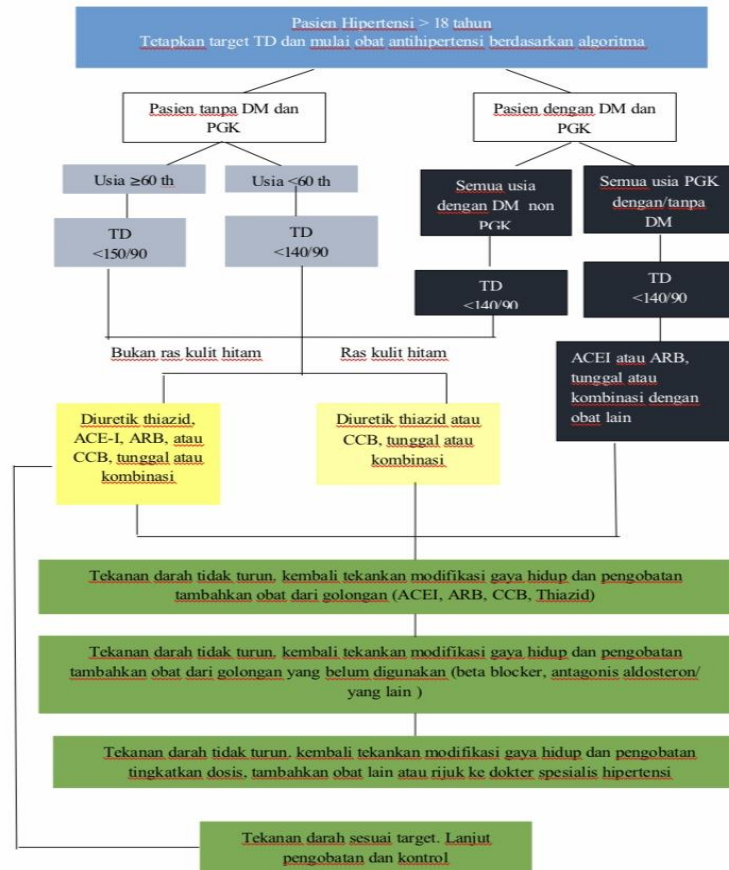 Pasien Hipertensi > 18 tahun
Tetapkan target TD dan mulai obat antihipertensi berdasarkan algoritma
Pasien tanpa DM dan
PGK
Pasien dengan DM dan
PGK
Usia ≥60 th
Usia <60 th
Semua usia
dengan DM non
PGK
Semua usia PGK
dengan/tanpa
DM
TD
<150/90
TD
<140/90
TD
<140/90
TD
<140/90
Bukan ras kulit hitam
Ras kulit hitam
ACEI atau ARB,
tunggal atau
kombinasi dengan
obat lain
Diuretik thiazid,
ACE-I, ARB, atau
CCB, tunggal atau
kombinasi
Diuretik thiazid atau
CCB, tunggal atau
kombinasi
Tekanan darah tidak turun, kembali tekankan modifikasi gaya hidup dan pengobatan
tambahkan obat dari golongan (ACEI, ARB, CCB, Thiazid)
Tekanan darah tidak turun, kembali tekankan modifikasi gaya hidup dan pengobatan
tambahkan obat dari golongan yang belum digunakan (beta blocker, antagonis aldosteron/
yang lain )
Tekanan darah tidak turun. kembali tekankan modifikasi gaya hidup dan pengobatan
tingkatkan dosis, tambahkan obat lain atau rijuk ke dokter spesialis hipertensi
Tekanan darah sesuai target. Lanjut
pengobatan dan kontrol